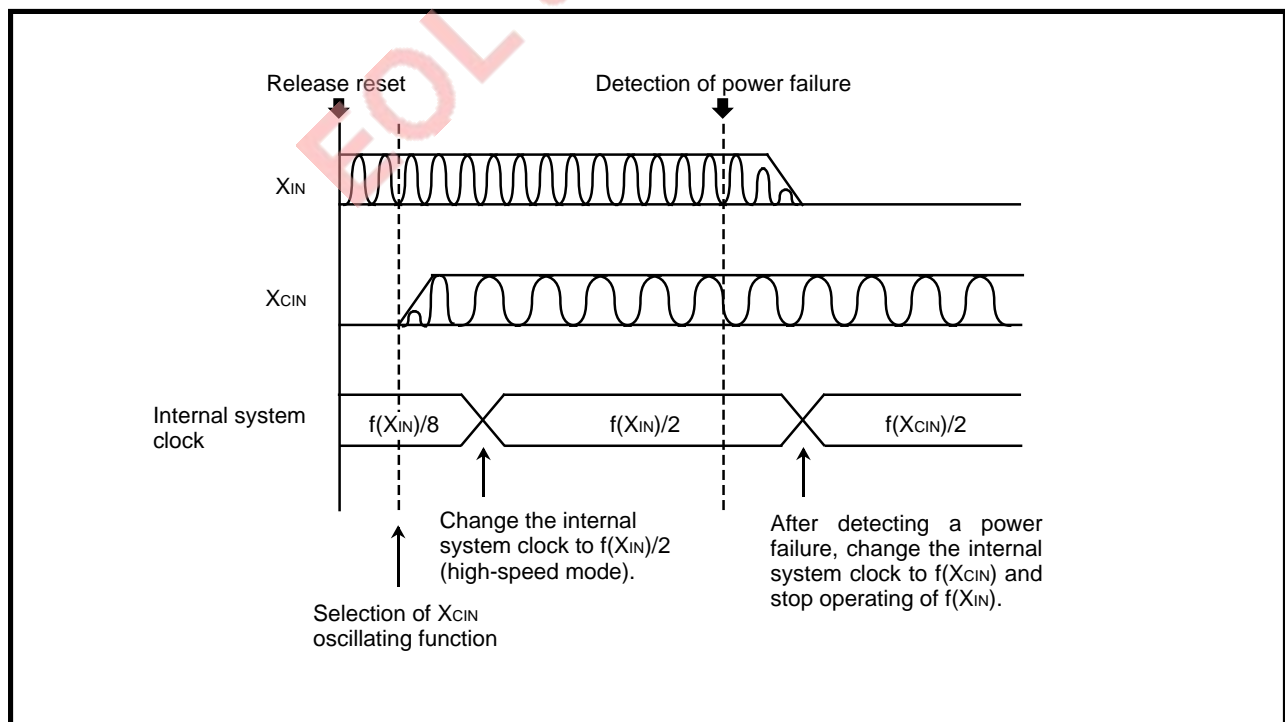 EOL
Release reset
Detection of power failure
XIN
XCIN
Internal system
clock
f(XIN)/8
f(XIN)/2
f(XCIN)/2
Change the internal
system clock to f(XIN)/2
(high-speed mode).
After detecting a power
failure, change the internal
system clock to f(XCIN) and
stop operating of f(XIN).
Selection of XCIN
oscillating function